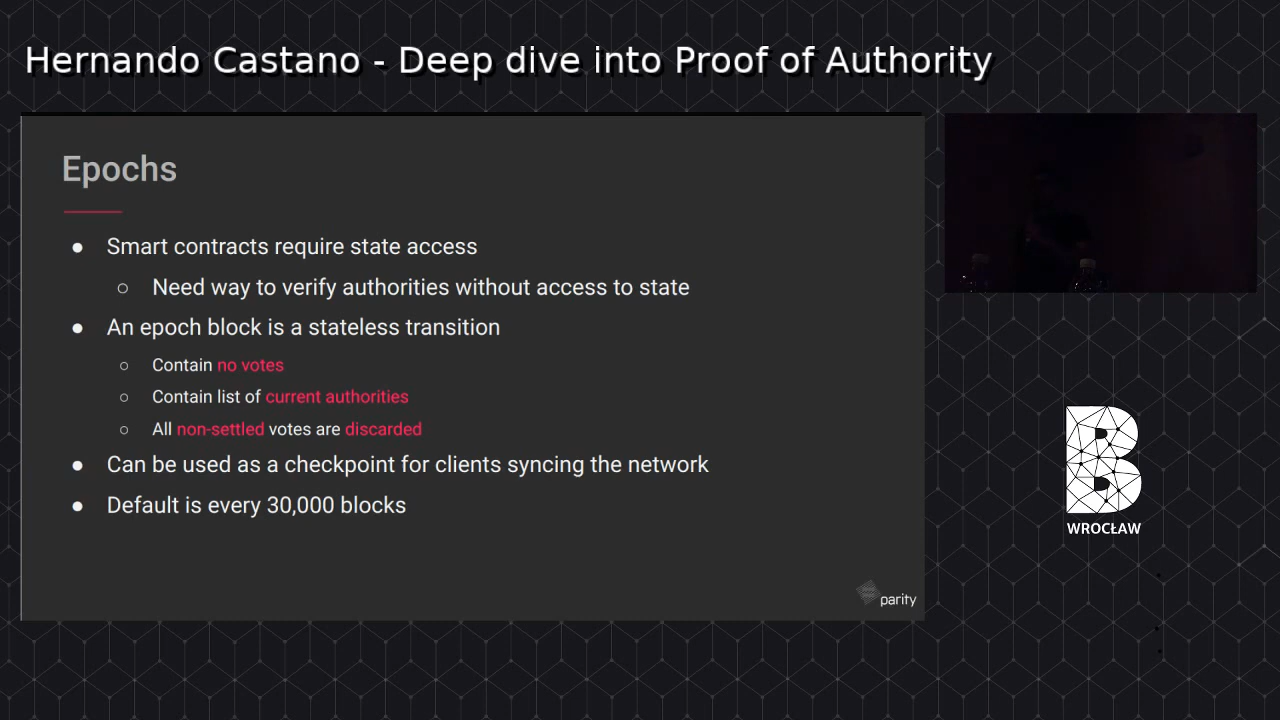 Hernando Castano - Deep dive into Proof of Authority
Epochs
● Smart contracts require state access
○ Need way to verify authorities without access to state
● An epoch block is a stateless transition
○ Contain no votes
○ Contain list of current authorities
○ All non-settled votes are discarded
● Can be used as a checkpoint for clients syncing the network
● Default is every 30,000 blocks
parity
B
WROCŁAW